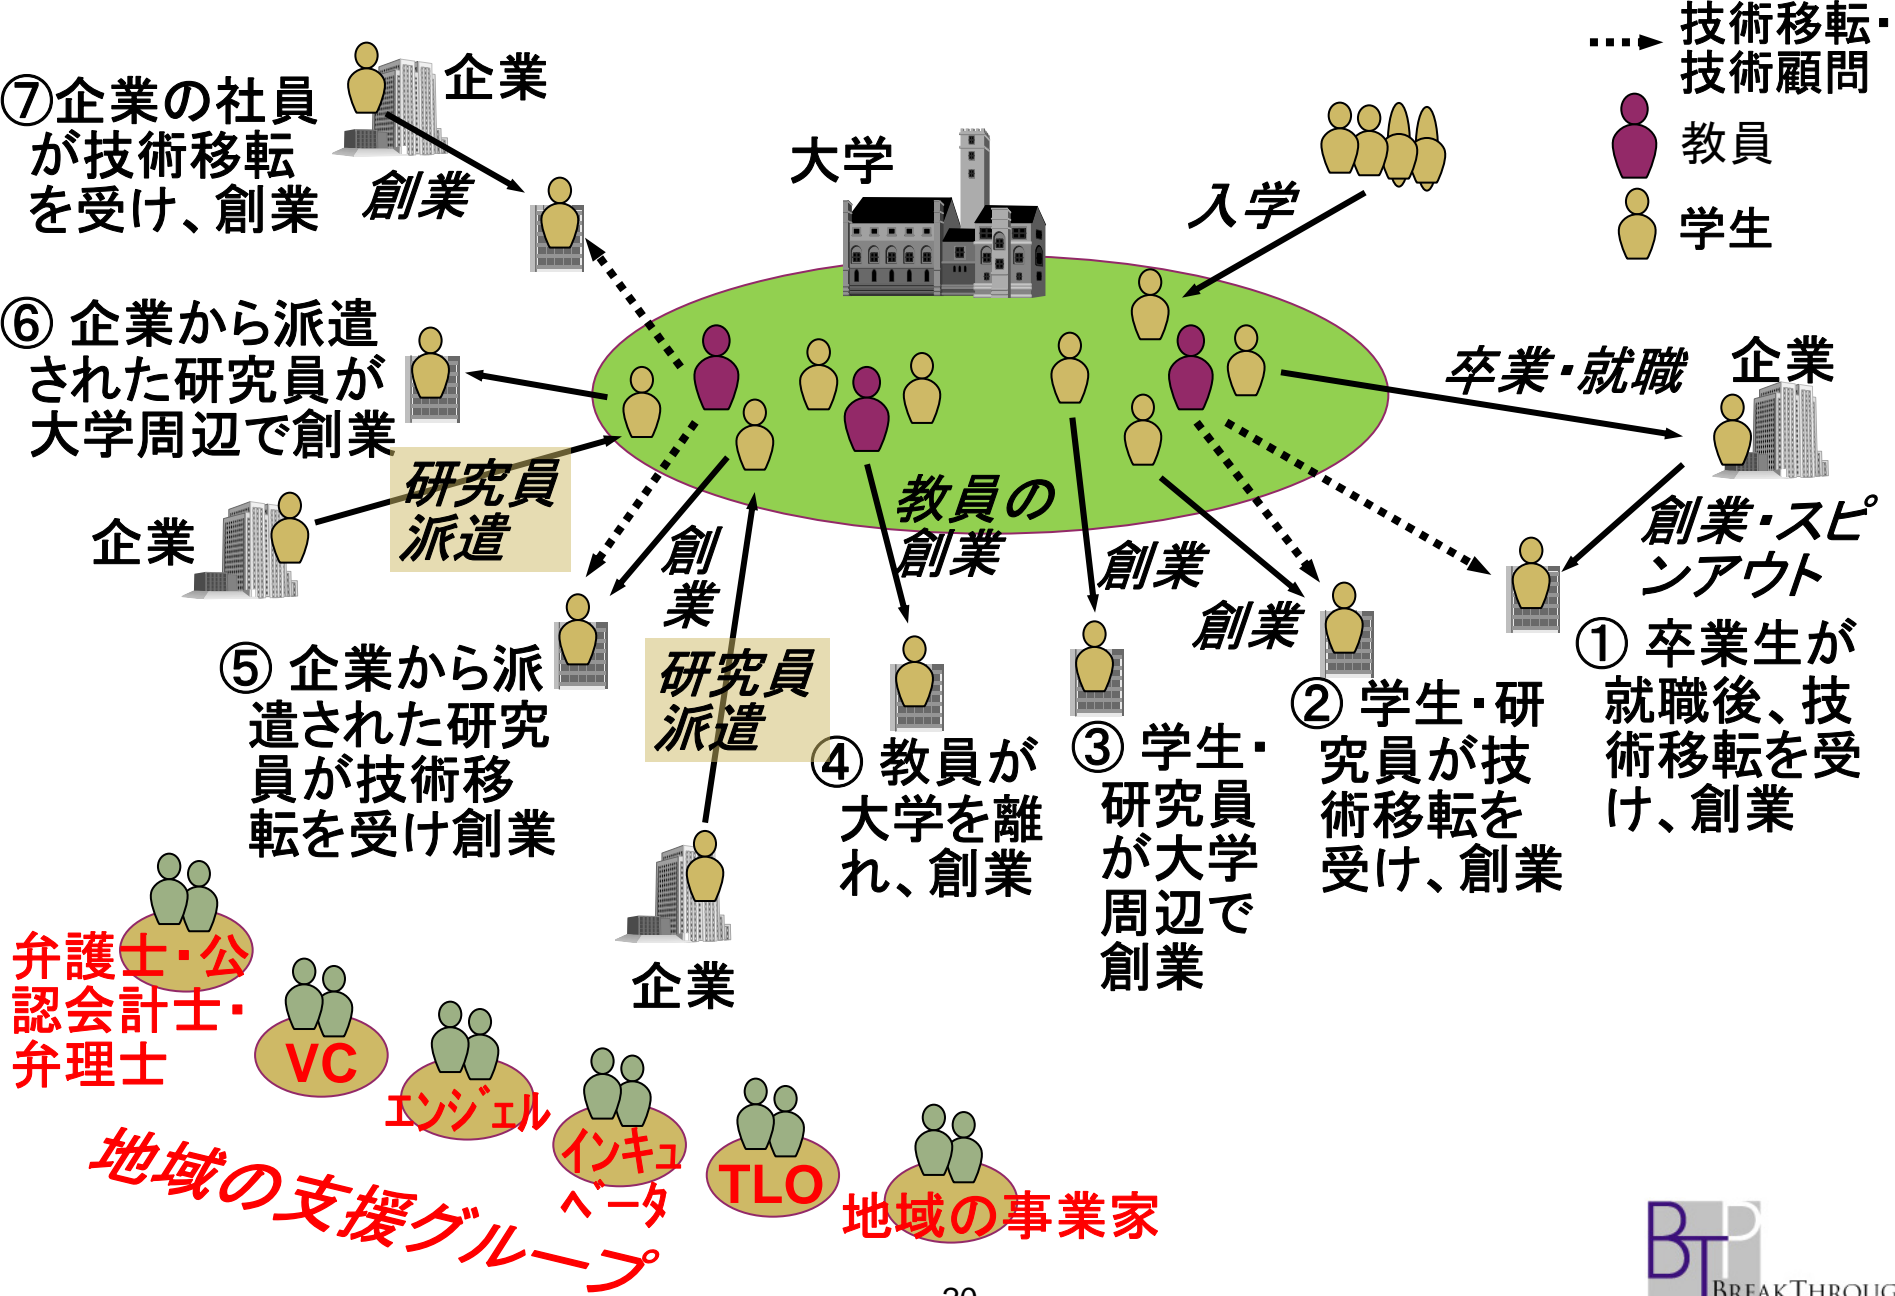 技術移転・
技術顧問
教員
学生
企業
⑦企業の社員
が技術移転
を受け、創業
創業
大学
入学
⑥ 企業から派遣
された研究員が
大学周辺で創業
研究員
派遣
企業
卒業・就職
企業
創業・スピ
ンアウト
教員の
創業
創
業
創業
創業
研究員
派遣
① 卒業生が
就職後、技
術移転を受
け、創業
② 学生・研
究員が技
術移転を
受け、創業
③ 学生・
研究員
が大学
周辺で
創業
④ 教員が
大学を離
れ、創業
⑤ 企業から派
遣された研究
員が技術移
転を受け創業
企業
弁護士・公
認会計士・
弁理士
VC
エンジェル
インキュ
ベータ
TLO
地域の事業家
地域の支援グループ
BTP